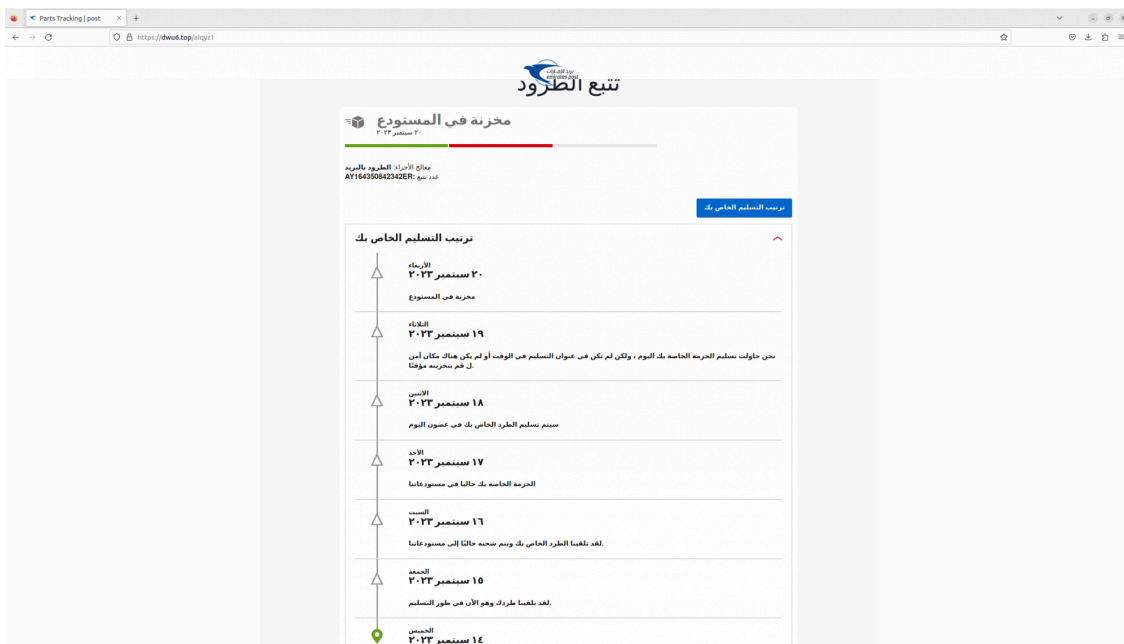 Parts Tracking | post
https://dwu6.top/alqyz1
بريد الإمارات
emirates post
تتبع الطرود
مخزنة في المستودع
٢٠ سبتمبر ٢٠٢٣
معالج الأجزاء: الطرود بالبريد
عدد تتبع :AY164350842342ER
ترتيب التسليم الخاص بك
ترتيب التسليم الخاص بك
الأربعاء
٢٠ سبتمبر ٢٠٢٣
مخزنة في المستودع
الثلاثاء
١٩ سبتمبر ٢٠٢٣
نحن حاولت تسليم الحزمة الخاصة بك اليوم ، ولكن لم تكن في عنوان التسليم في الوقت أو لم يكن هناك مكان آمن
ل قم بتخزينه مؤقتًا.
الاثنين
١٨ سبتمبر ٢٠٢٣
سيتم تسليم الطرد الخاص بك في غضون اليوم
الأحد
١٧ سبتمبر ٢٠٢٣
الحزمة الخاصة بك حاليا في مستودعاتنا
السبت
١٦ سبتمبر ٢٠٢٣
لقد تلقينا الطرد الخاص بك ويتم شحنه حاليًا إلى مستودعاتنا.
الجمعة
١٥ سبتمبر ٢٠٢٣
لقد تلقينا طردك وهو الآن في طور التسليم.
الخميس
١٤ سبتمبر ٢٠٢٣